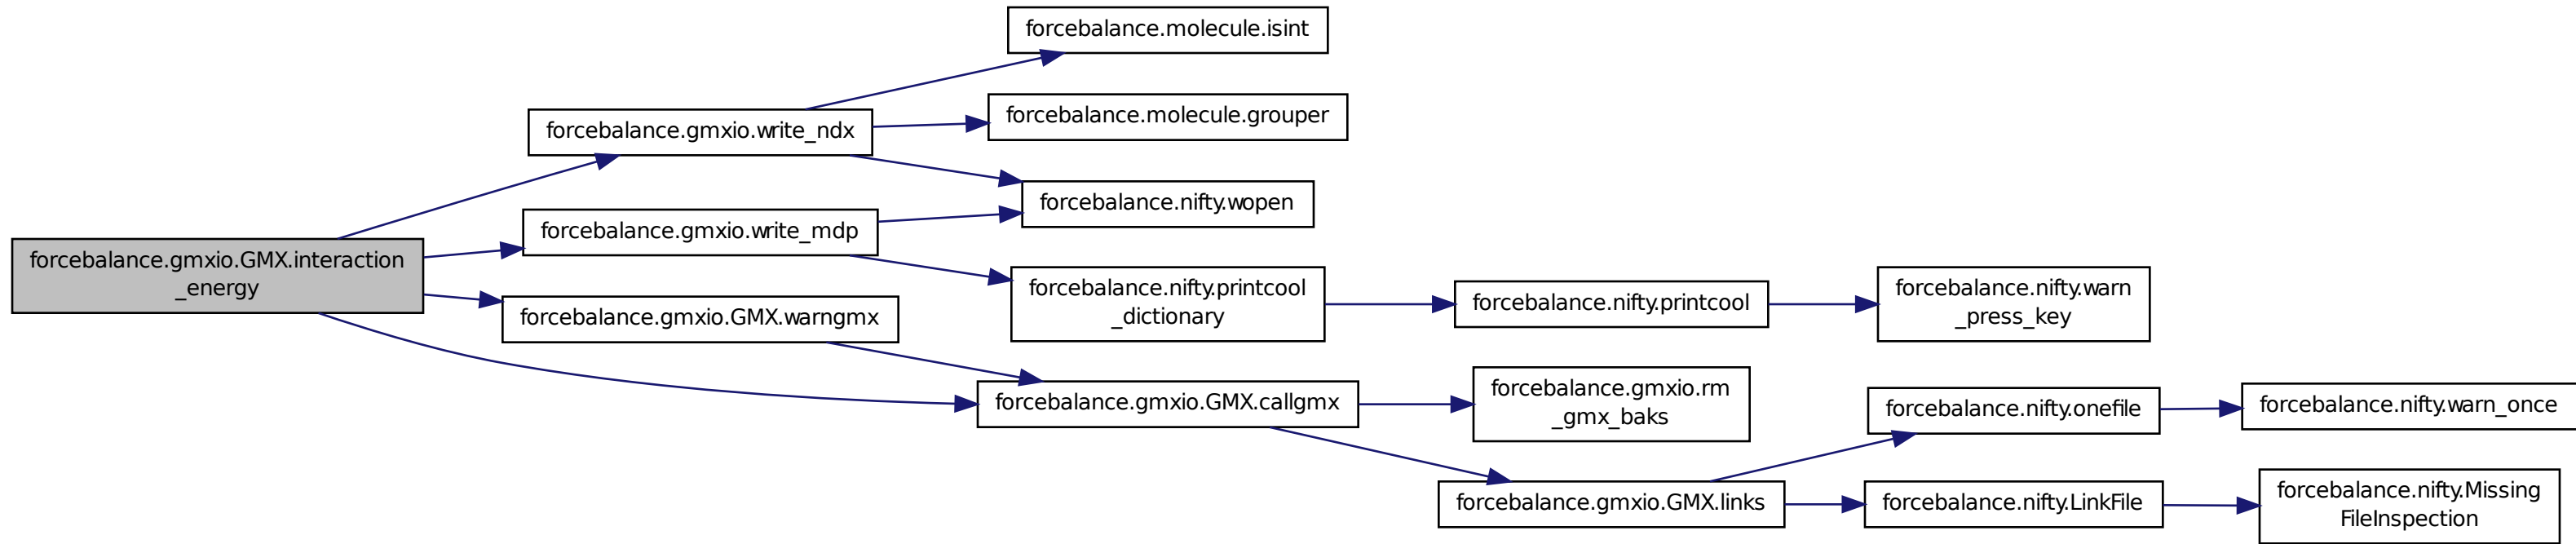 forcebalance.gmxio.GMX.interaction
_energy
forcebalance.gmxio.write_ndx
forcebalance.molecule.isint
forcebalance.molecule.grouper
forcebalance.nifty.wopen
forcebalance.gmxio.write_mdp
forcebalance.nifty.printcool
_dictionary
forcebalance.nifty.printcool
forcebalance.nifty.warn
_press_key
forcebalance.gmxio.GMX.warngmx
forcebalance.gmxio.GMX.callgmx
forcebalance.gmxio.rm
_gmx_baks
forcebalance.gmxio.GMX.links
forcebalance.nifty.onefile
forcebalance.nifty.warn_once
forcebalance.nifty.LinkFile
forcebalance.nifty.Missing
FileInspection